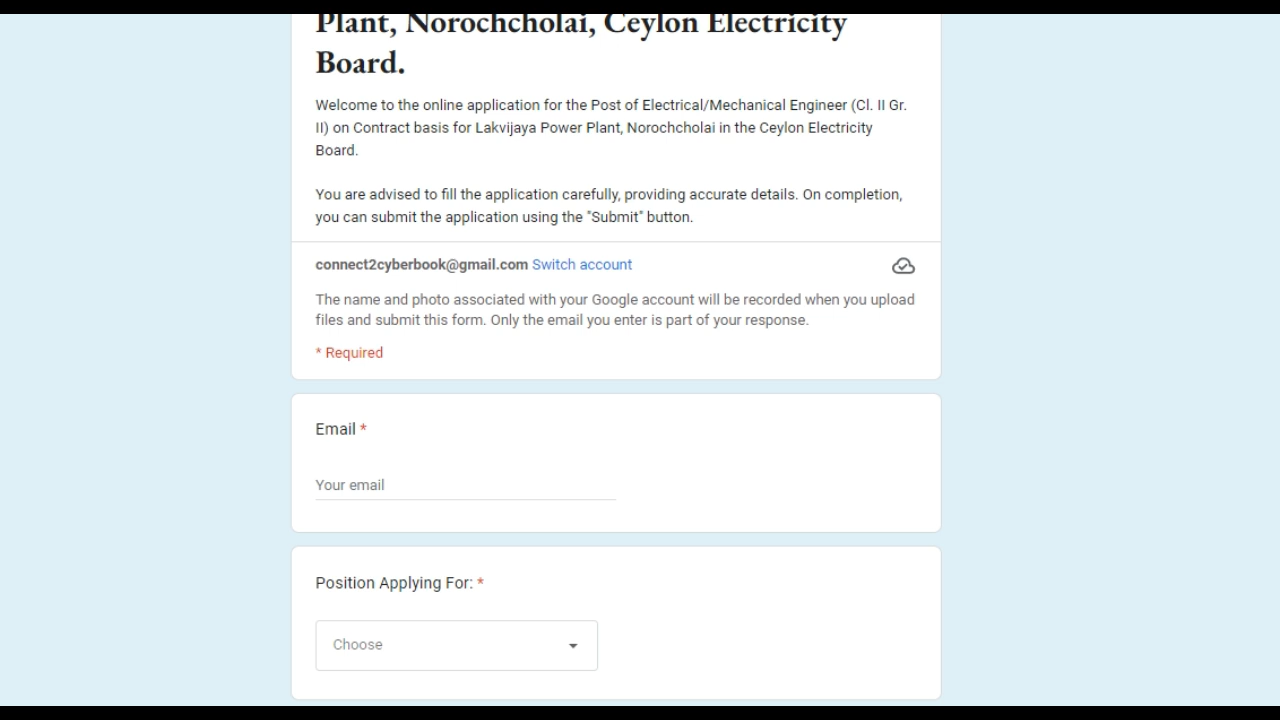 Plant, Norochcholai, Ceylon Electricity
Board.
Welcome to the online application for the Post of Electrical/Mechanical Engineer (Cl. II Gr.
II) on Contract basis for Lakvijaya Power Plant, Norochcholai in the Ceylon Electricity
Board.
You are advised to fill the application carefully, providing accurate details. On completion,
you can submit the application using the "Submit" button.
connect2cyberbook@gmail.com Switch account
The name and photo associated with your Google account will be recorded when you upload
files and submit this form. Only the email you enter is part of your response.
* Required
Email *
Your email
Position Applying For: *
Choose